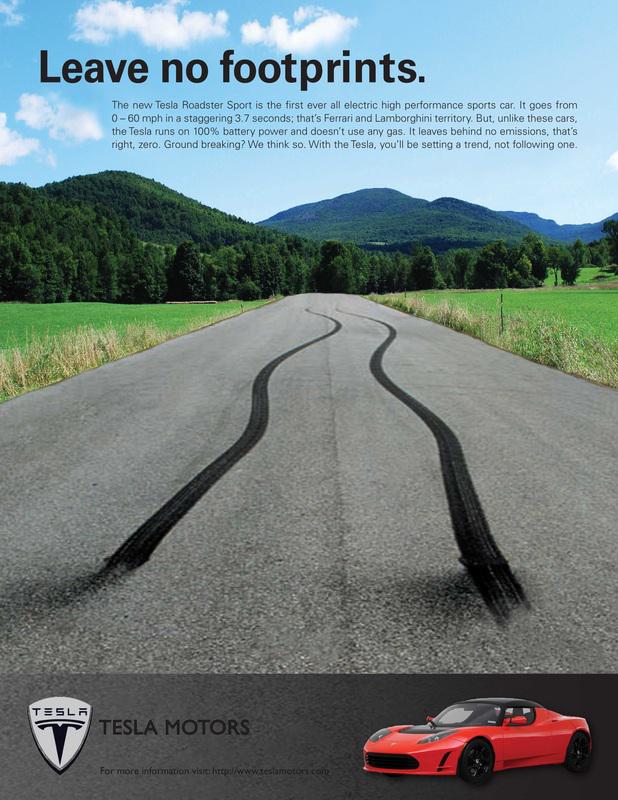 Leave no footprints.
The new Tesla Roadster Sport is the first ever all electric high performance sports car. It goes from
0 – 60 mph in a staggering 3.7 seconds; that's Ferrari and Lamborghini territory. But, unlike these cars,
the Tesla runs on 100% battery power and doesn't use any gas. It leaves behind no emissions, that's
right, zero. Ground breaking? We think so. With the Tesla, you'll be setting a trend, not following one.
TESLA
TESLA MOTORS
For more information visit: http://www.teslamotors.com